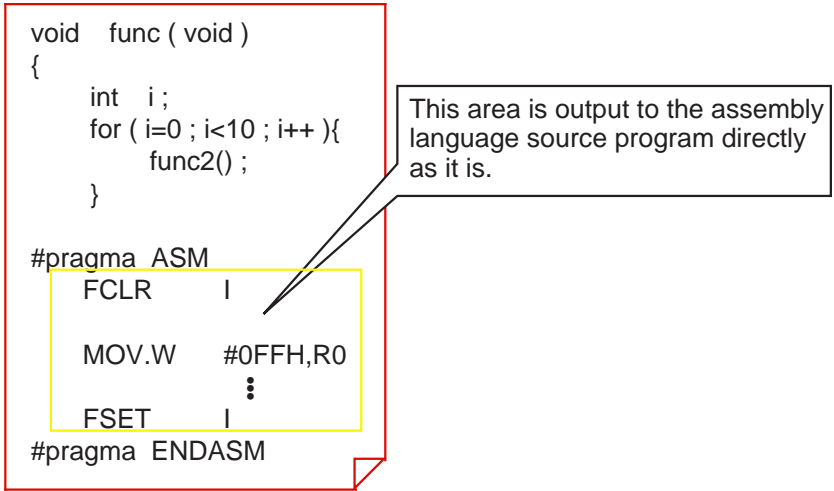 void func ( void )
{
int i ;
for ( i=0 ; i<10 ; i++ ){
func2() ;
}
#pragma ASM
FCLR I
MOV.W #0FFH,R0
FSET I
#pragma ENDASM
This area is output to the assembly
language source program directly
as it is.